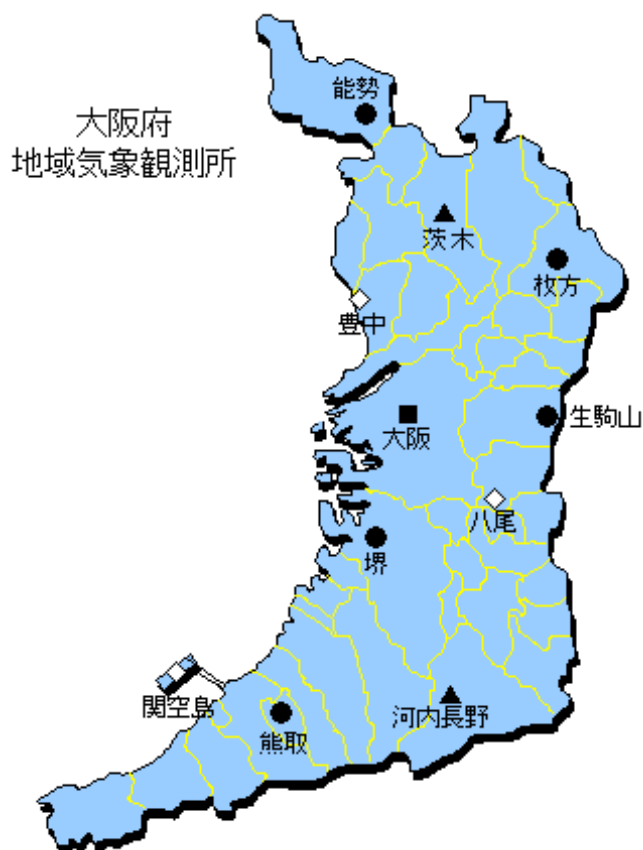 大阪府
地域気象観測所
能勢
茨木
枚方
豊中
大阪
生駒山
八尾
堺
関空島
熊取
河内長野